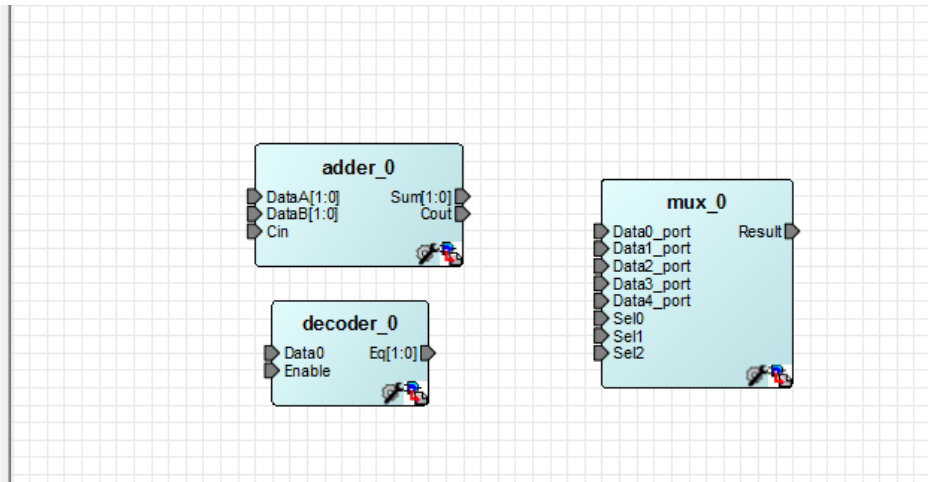 adder_0
DataA[1:0] Sum[1:0]
DataB[1:0] Cout
Cin
decoder_0
Data0 Eq[1:0]
Enable
mux_0
Data0_port Result
Data1_port
Data2_port
Data3_port
Data4_port
Sel0
Sel1
Sel2